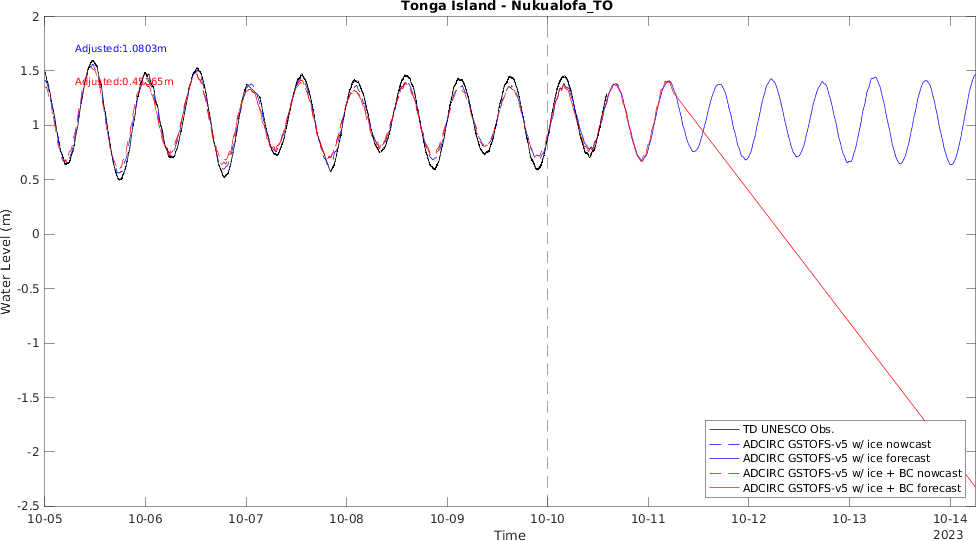 Tonga Island - Nukualofa_TO
2
Adjusted:1.0803m
1.5
1
0.5
0
-0.5
-1
-1.5
-2
-2.5
Water Level (m)
TD UNESCO Obs.
ADCIRC GSTOFS-v5 w/ ice nowcast
ADCIRC GSTOFS-v5 w/ ice forecast
ADCIRC GSTOFS-v5 w/ ice + BC nowcast
ADCIRC GSTOFS-v5 w/ ice + BC forecast
10-05 10-06 10-07 10-08 10-09 10-10 10-11 10-12 10-13 10-14
Time
2023